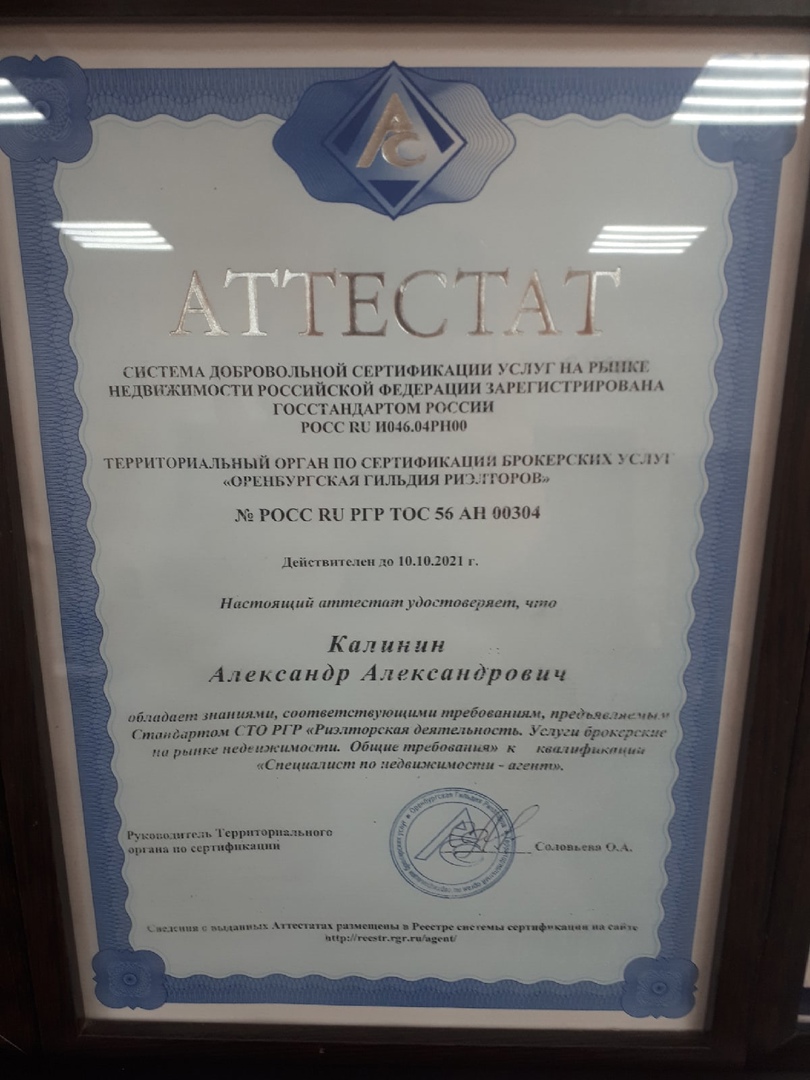 АС
АТТЕСТАТ
СИСТЕМА ДОБРОВОЛЬНОЙ СЕРТИФИКАЦИИ УСЛУГ НА РЫНКЕ
НЕДВИЖИМОСТИ РОССИЙСКОЙ ФЕДЕРАЦИИ ЗАРЕГИСТРИРОВАНА
ГОССТАНДАРТОМ РОССИИ
РОСС RU И046.04РН00
ТЕРРИТОРИАЛЬНЫЙ ОРГАН ПО СЕРТИФИКАЦИИ БРОКЕРСКИХ УСЛУГ
«ОРЕНБУРГСКАЯ ГИЛЬДИЯ РИЭЛТОРОВ»
№ РОСС RU РГР ТОС 56 АН 00304
Действителен до 10.10.2021 г.
Настоящий аттестат удостоверяет, что
Калинин
Александр Александрович
обладает знаниями, соответствующими требованиям, предъявляемым
Стандартом СТО РГР «Риэлторская деятельность. Услуги брокерские
на рынке недвижимости. Общие требования» к квалификации
«Специалист по недвижимости - агент».
Руководитель Территориального
органа по сертификации
Соловьева О.А.
Сведения о выданных Аттестатах размещены в Реестре системы сертификации на сайте
http://reestr.rgr.ru/agent/